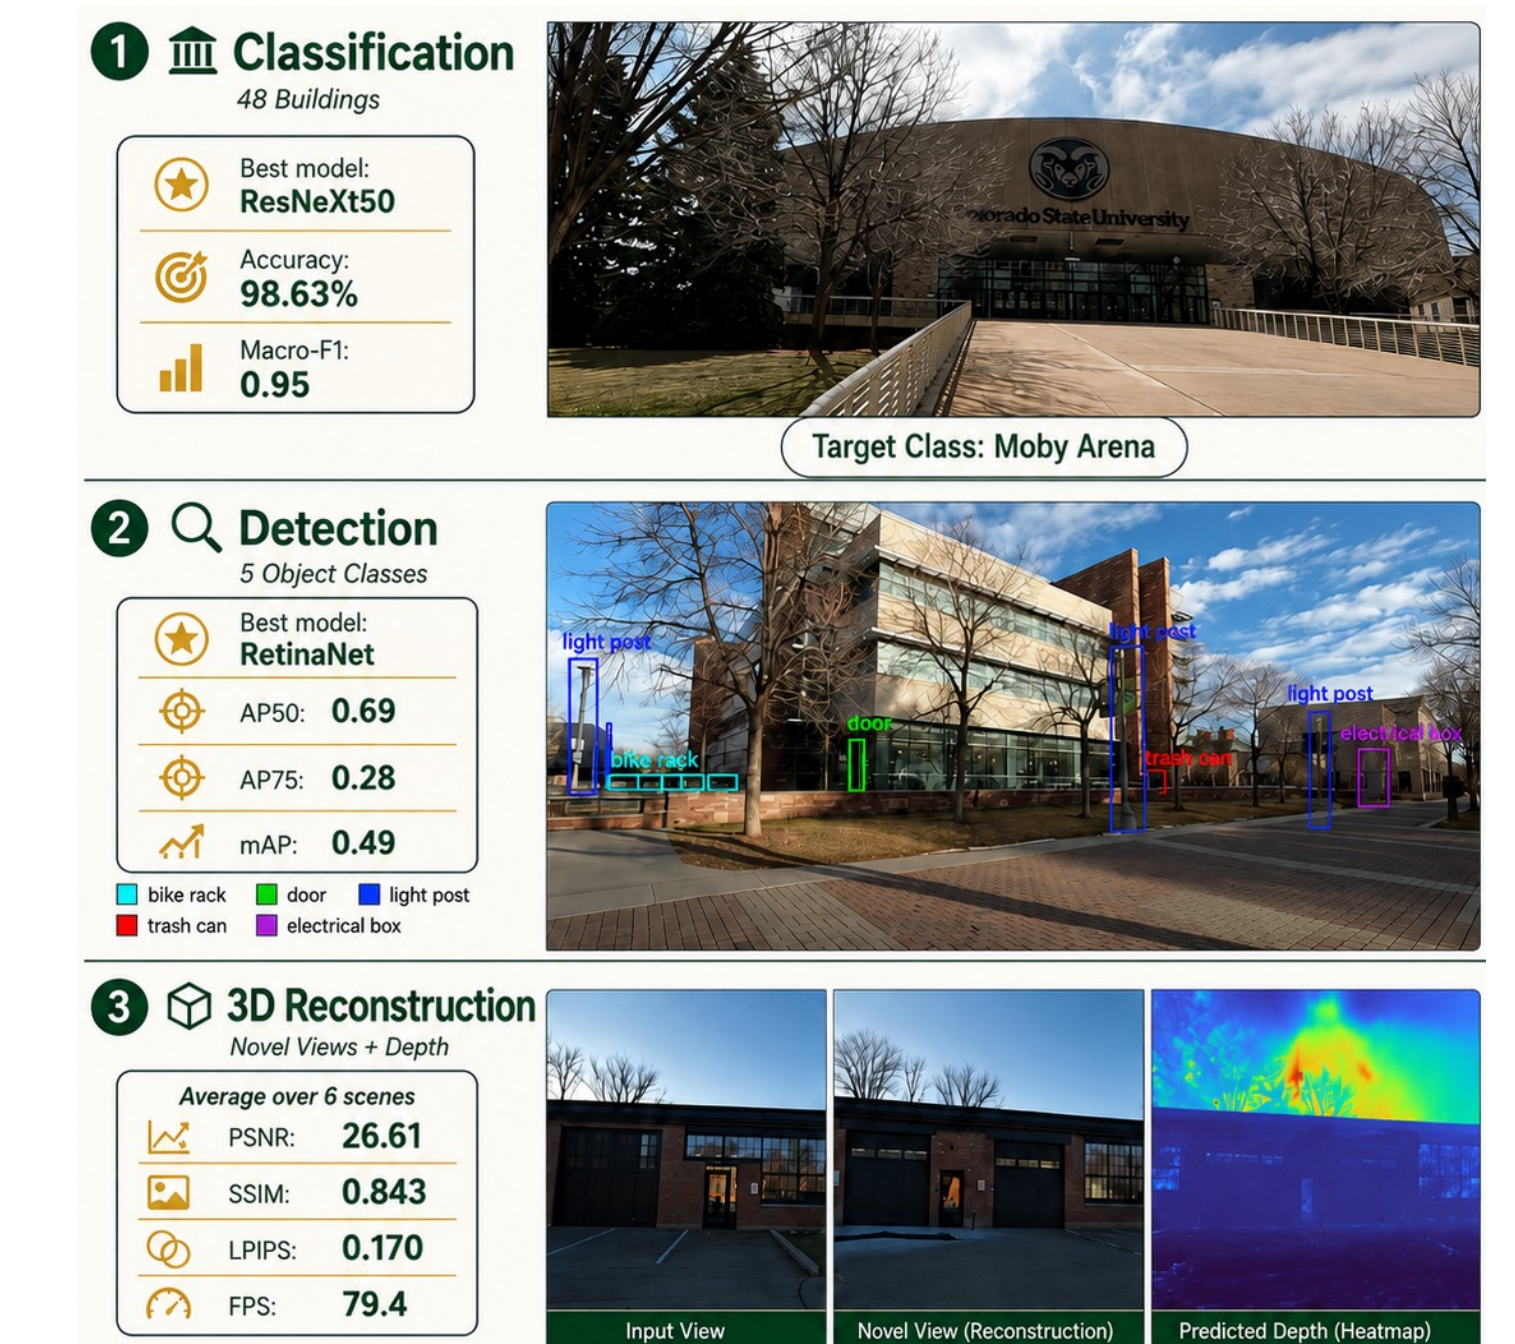 1 Classification
48 Buildings
Best model:
ResNeXt50
Accuracy:
98.63%
Macro-F1:
0.95
Colorado State University
Target Class: Moby Arena
2 Detection
5 Object Classes
Best model:
RetinaNet
AP50: 0.69
AP75: 0.28
mAP: 0.49
bike rack door light post
trash can electrical box
light post
light post
light post
door
electrical box
bike rack
trash can
3 3D Reconstruction
Novel Views + Depth
Average over 6 scenes
PSNR: 26.61
SSIM: 0.843
LPIPS: 0.170
FPS: 79.4
Input View
Novel View (Reconstruction)
Predicted Depth (Heatmap)